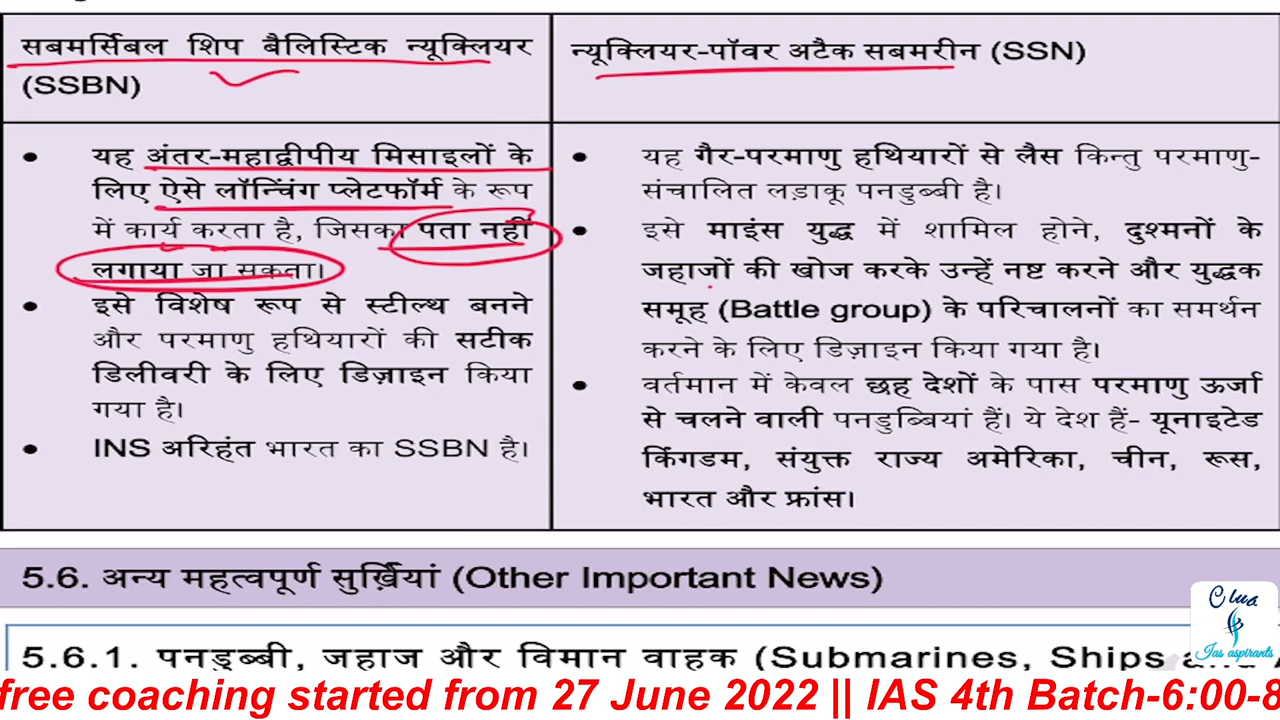 सबमर्सिबल शिप बैलिस्टिक न्यूक्लियर
(SSBN)
न्यूक्लियर-पॉवर अटैक सबमरीन (SSN)
• यह अंतर-महाद्वीपीय मिसाइलों के
लिए ऐसे लॉन्चिंग प्लेटफॉर्म के रूप
में कार्य करता है, जिसका पता नहीं
लगाया जा सकता।
• इसे विशेष रूप से स्टील्थ बनने
और परमाणु हथियारों की सटीक
डिलीवरी के लिए डिज़ाइन किया
गया है।
• INS अरिहंत भारत का SSBN है।
• यह गैर-परमाणु हथियारों से लैस किन्तु परमाणु-
संचालित लड़ाकू पनडुब्बी है।
• इसे माइंस युद्ध में शामिल होने, दुश्मनों के
जहाजों की खोज करके उन्हें नष्ट करने और युद्धक
समूह (Battle group) के परिचालनों का समर्थन
करने के लिए डिज़ाइन किया गया है।
• वर्तमान में केवल छह देशों के पास परमाणु ऊर्जा
से चलने वाली पनडुब्बियां हैं। ये देश हैं- यूनाइटेड
किंगडम, संयुक्त राज्य अमेरिका, चीन, रूस,
भारत और फ्रांस।
5.6. अन्य महत्वपूर्ण सुर्ख़ियां (Other Important News)
5.6.1. पनडुब्बी, जहाज और विमान वाहक (Submarines, Ships and
Ias aspirants
free coaching started from 27 June 2022 || IAS 4th Batch-6:00-8